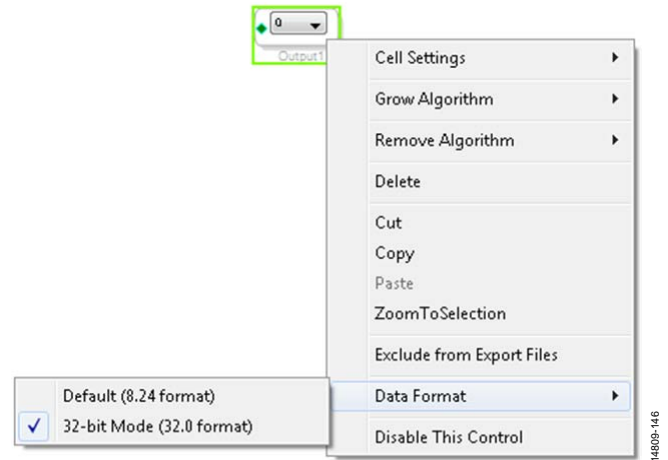 0
Output1
Cell Settings
Grow Algorithm
Remove Algorithm
Delete
Cut
Copy
Paste
ZoomToSelection
Exclude from Export Files
Data Format
Default (8.24 format)
32-bit Mode (32.0 format)
Disable This Control
14809-146